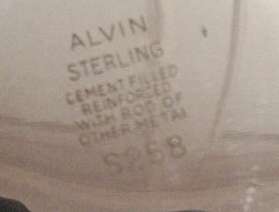 ALVIN
STERLING
CEMENT FILLED
REINFORCED
WITH ROD OF
OTHER METAL
S258